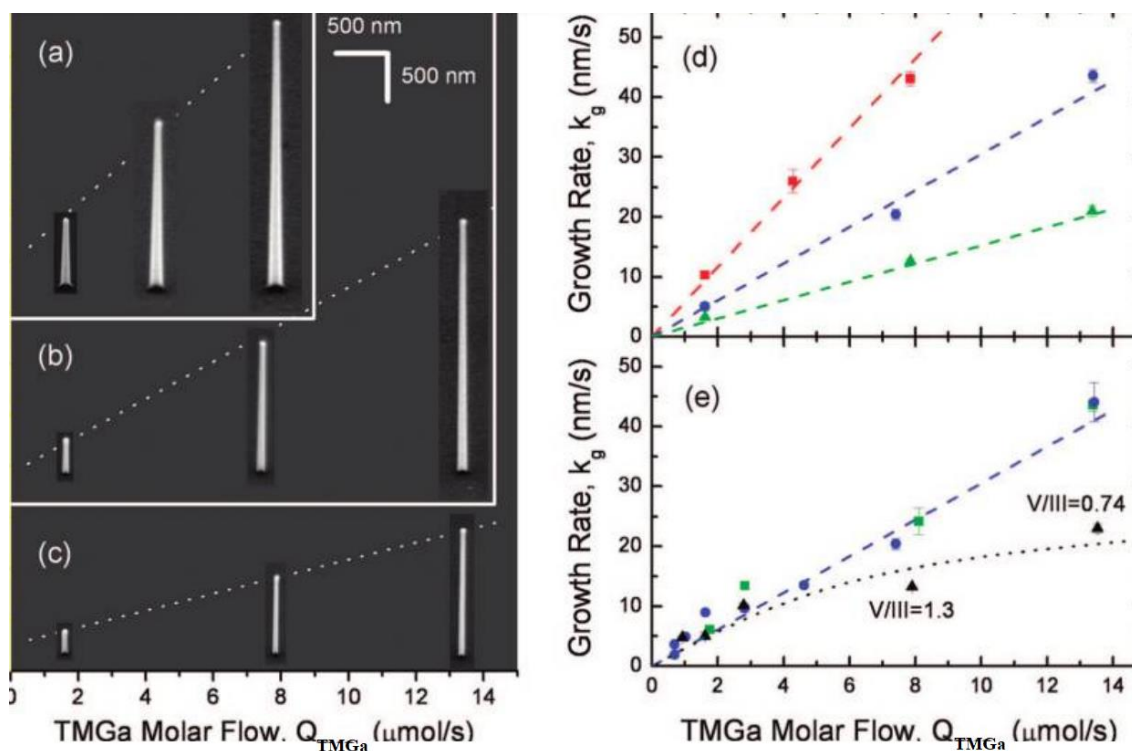 (a)
500 nm
500 nm
(b)
(c)
0 2 4 6 8 10 12 14
TMGa Molar Flow. Q_TMGa (μmol/s)
(d)
Growth Rate, k_g (nm/s)
50
40
30
20
10
0
(e)
Growth Rate, k_g (nm/s)
50
40
30
20
10
0
V/III=0.74
V/III=1.3
0 2 4 6 8 10 12 14
TMGa Molar Flow, Q_TMGa (μmol/s)